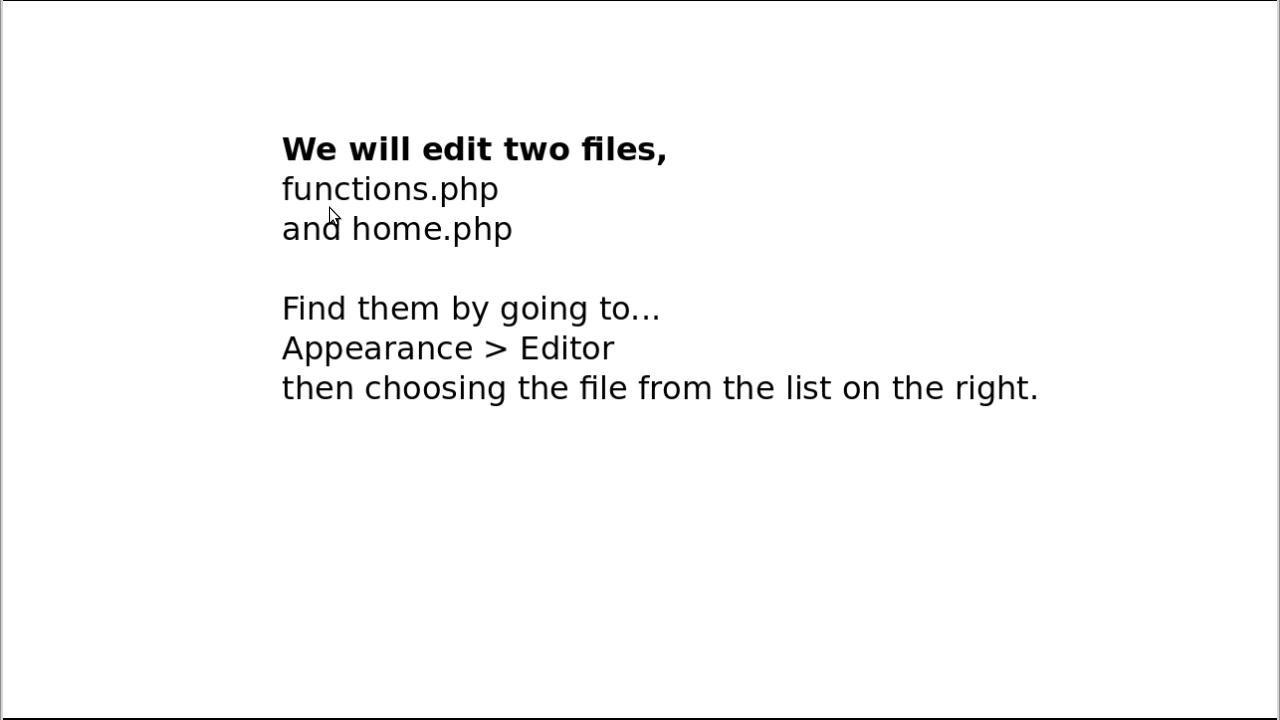 We will edit two files,
functions.php
and home.php
Find them by going to...
Appearance > Editor
then choosing the file from the list on the right.